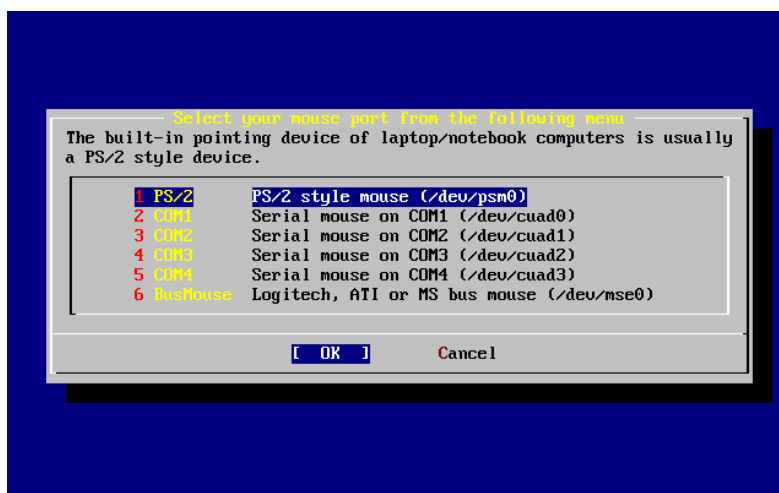 Select your mouse port from the following menu
The built-in pointing device of laptop/notebook computers is usually
a PS/2 style device.
1 PS/2 PS/2 style mouse (/dev/psm0)
2 COM1 Serial mouse on COM1 (/dev/cuad0)
3 COM2 Serial mouse on COM2 (/dev/cuad1)
4 COM3 Serial mouse on COM3 (/dev/cuad2)
5 COM4 Serial mouse on COM4 (/dev/cuad3)
6 BusMouse Logitech, ATI or MS bus mouse (/dev/mse0)
[ OK ] Cancel